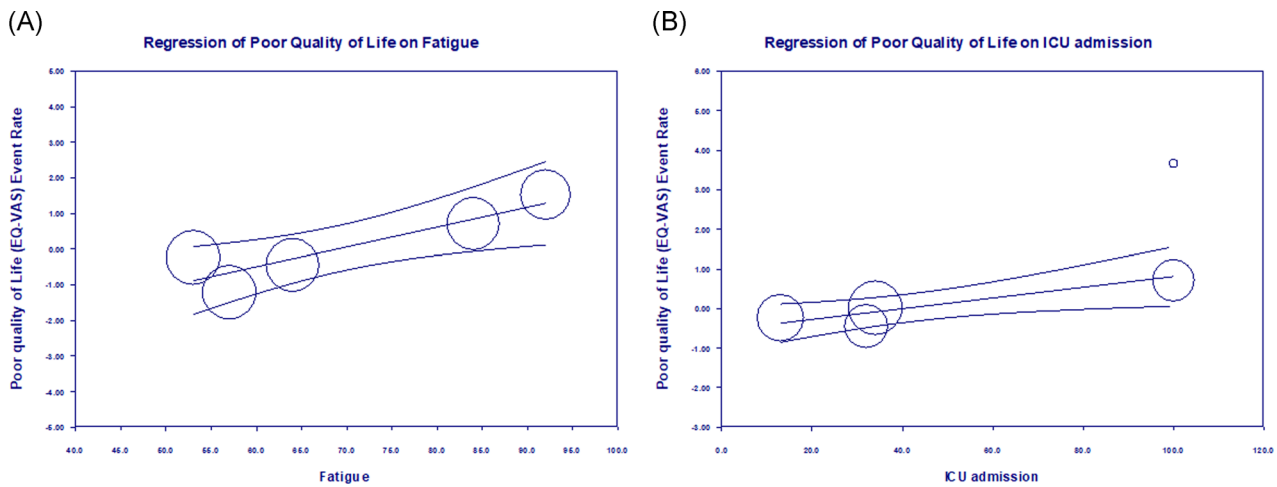 (A)
Regression of Poor Quality of Life on Fatigue
Poor quality of Life (EQ-VAS) Event Rate
5.00
4.00
3.00
2.00
1.00
0.00
-1.00
-2.00
-3.00
-4.00
-5.00
40.0 45.0 50.0 55.0 60.0 65.0 70.0 75.0 80.0 85.0 90.0 95.0 100.0
Fatigue
(B)
Regression of Poor Quality of Life on ICU admission
Poor quality of Life (EQ-VAS) Event Rate
6.00
5.00
4.00
3.00
2.00
1.00
0.00
-1.00
-2.00
-3.00
0.0 20.0 40.0 60.0 80.0 100.0 120.0
ICU admission